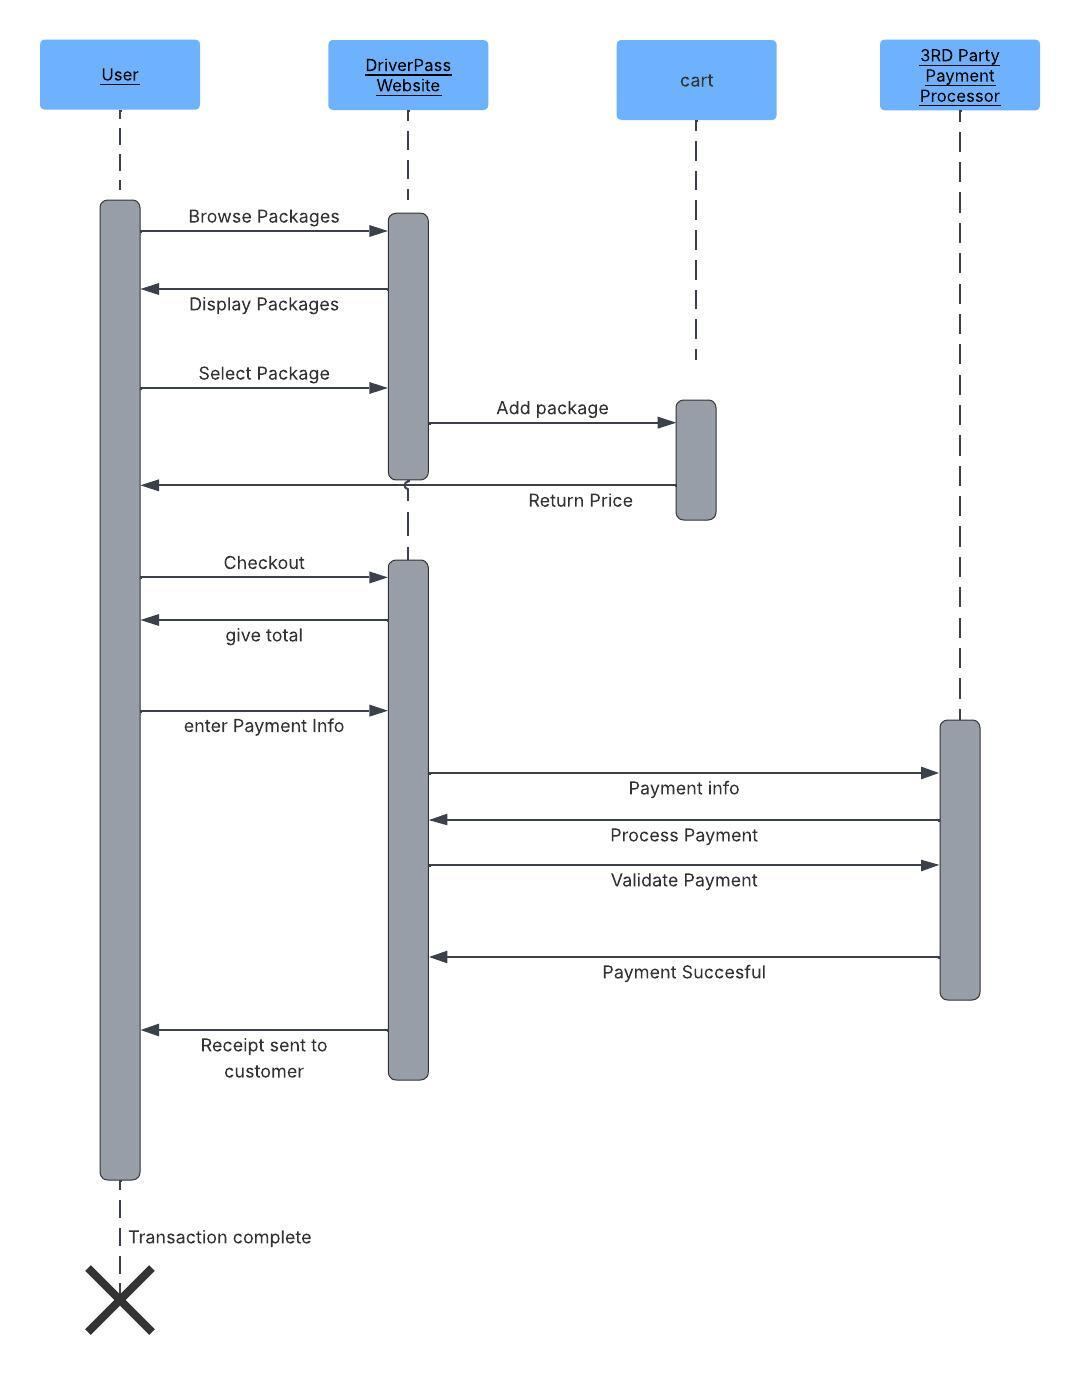 User
DriverPass
Website
cart
3RD Party
Payment
Processor
Browse Packages
Display Packages
Select Package
Add package
Return Price
Checkout
give total
enter Payment Info
Payment info
Process Payment
Validate Payment
Payment Succesful
Receipt sent to
customer
Transaction complete